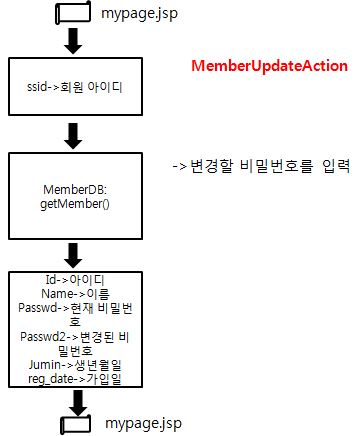 mypage.jsp
MemberUpdateAction
ssid->회원 아이디
->변경할 비밀번호를 입력
MemberDB:
getMember()
Id->아이디
Name->이름
Passwd->현재 비밀번
호
Passwd2->변경된 비
밀번호
Jumin->생년월일
reg_date->가입일
mypage.jsp